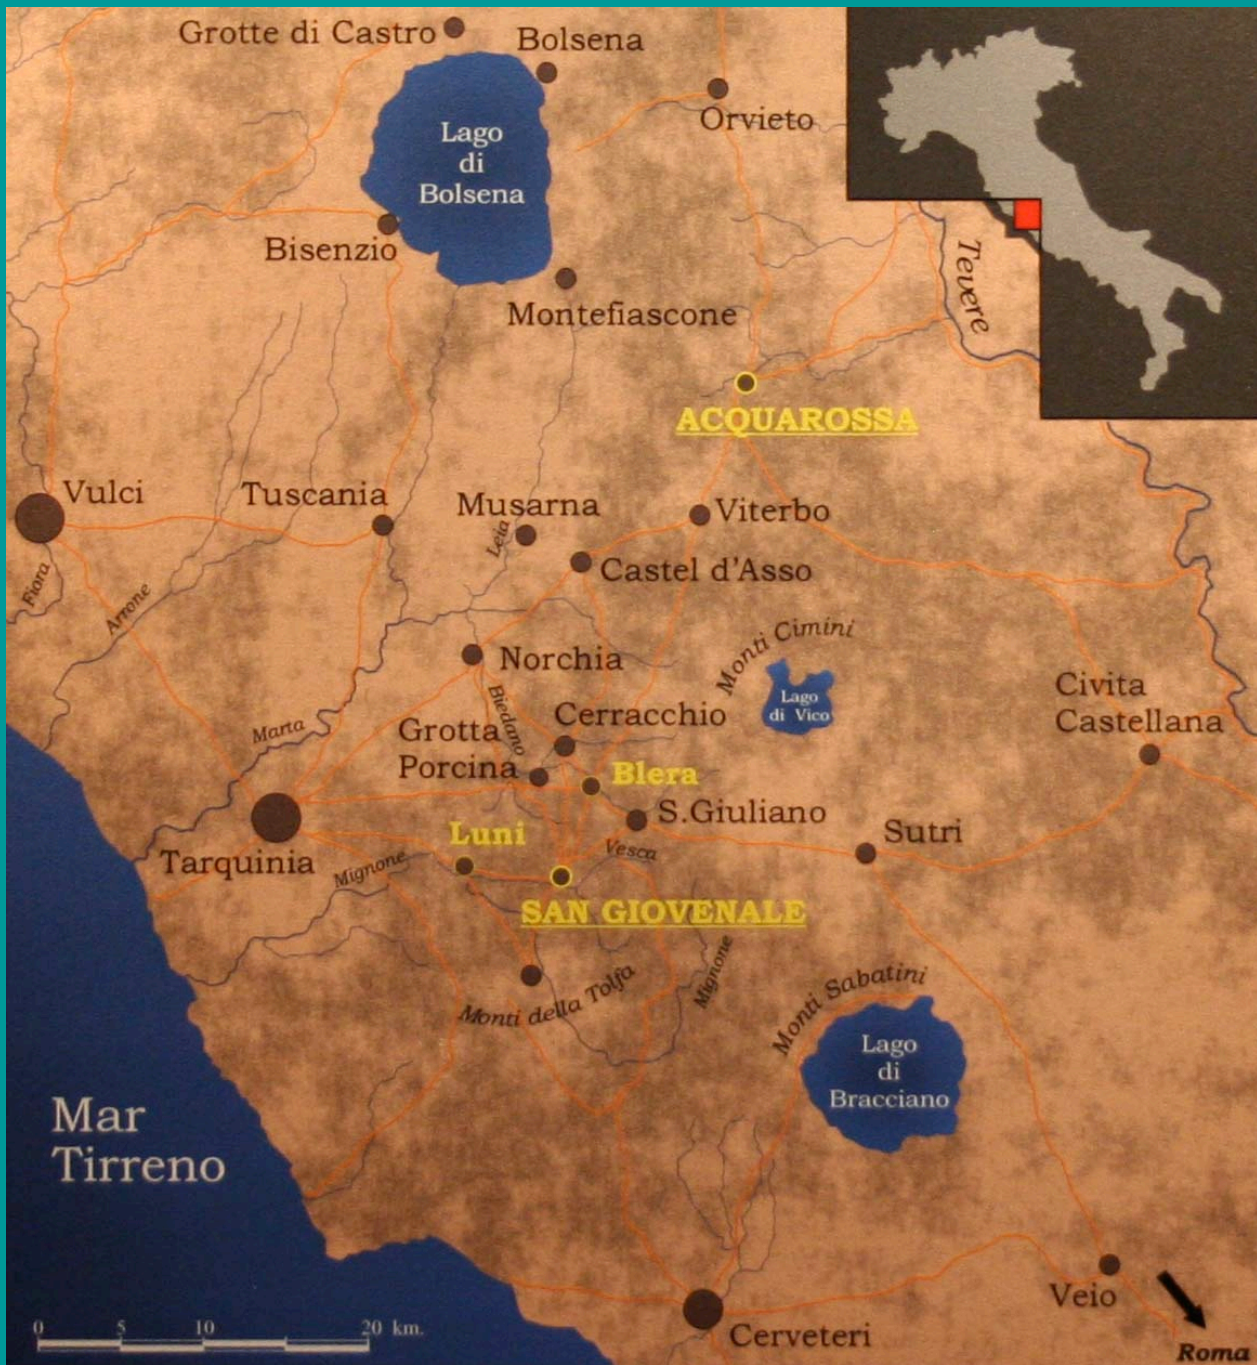 Grotte di Castro
Bolsena
Orvieto
Lago
di
Bolsena
Bisenzio
Tevere
Montefiascone
ACQUAROSSA
Vulci
Tuscania
Musarna
Leia
Viterbo
Castel d'Asso
Fiora
Arrone
Monti Cimini
Norchia
Lago
di Vico
Civita
Castellana
Biedano
Cerracchio
Marta
Grotta
Porcina
Blera
S.Giuliano
Luni
Sutri
Tarquinia
Mignone
Vesca
SAN GIOVENALE
Monti della Tolfa
Mignone
Monti Sabatini
Lago
di
Bracciano
Mar
Tirreno
Veio
Cerveteri
Roma
0 5 10 20 km.